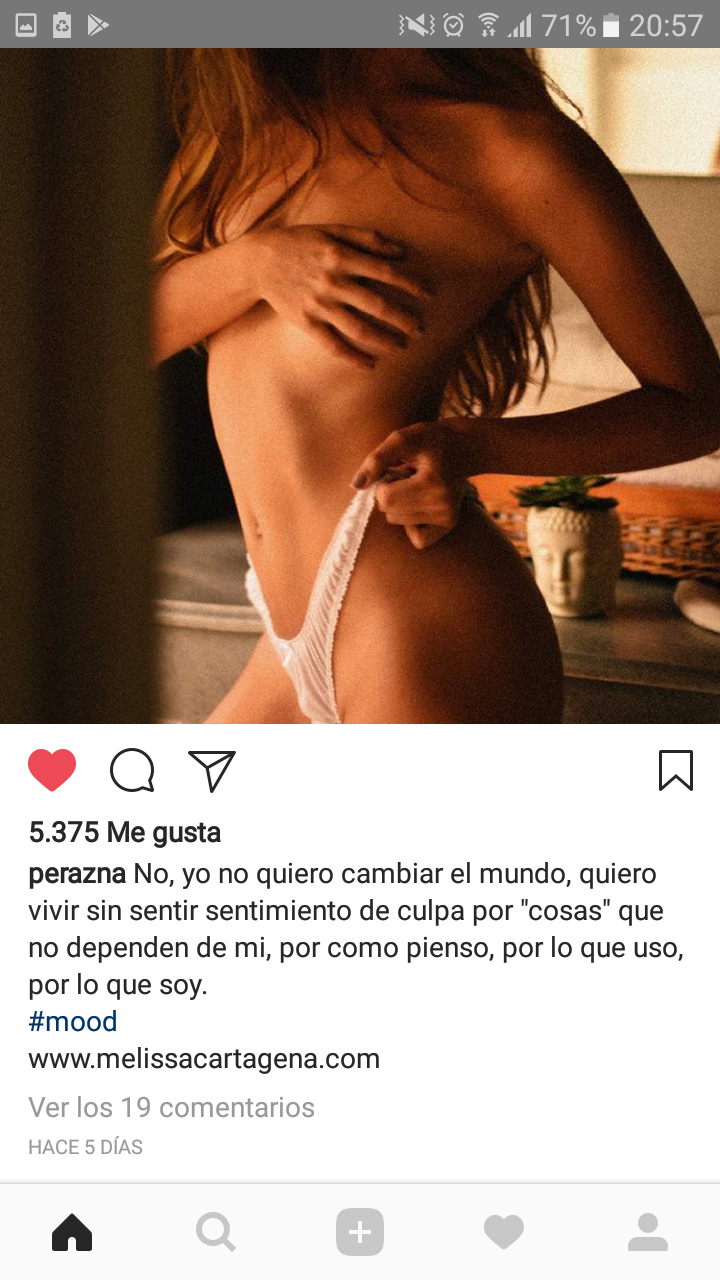 71% 20:57
5.375 Me gusta
perazna No, yo no quiero cambiar el mundo, quiero
vivir sin sentir sentimiento de culpa por "cosas" que
no dependen de mi, por como pienso, por lo que uso,
por lo que soy.
#mood
www.melissacartagena.com
Ver los 19 comentarios
HACE 5 DÍAS